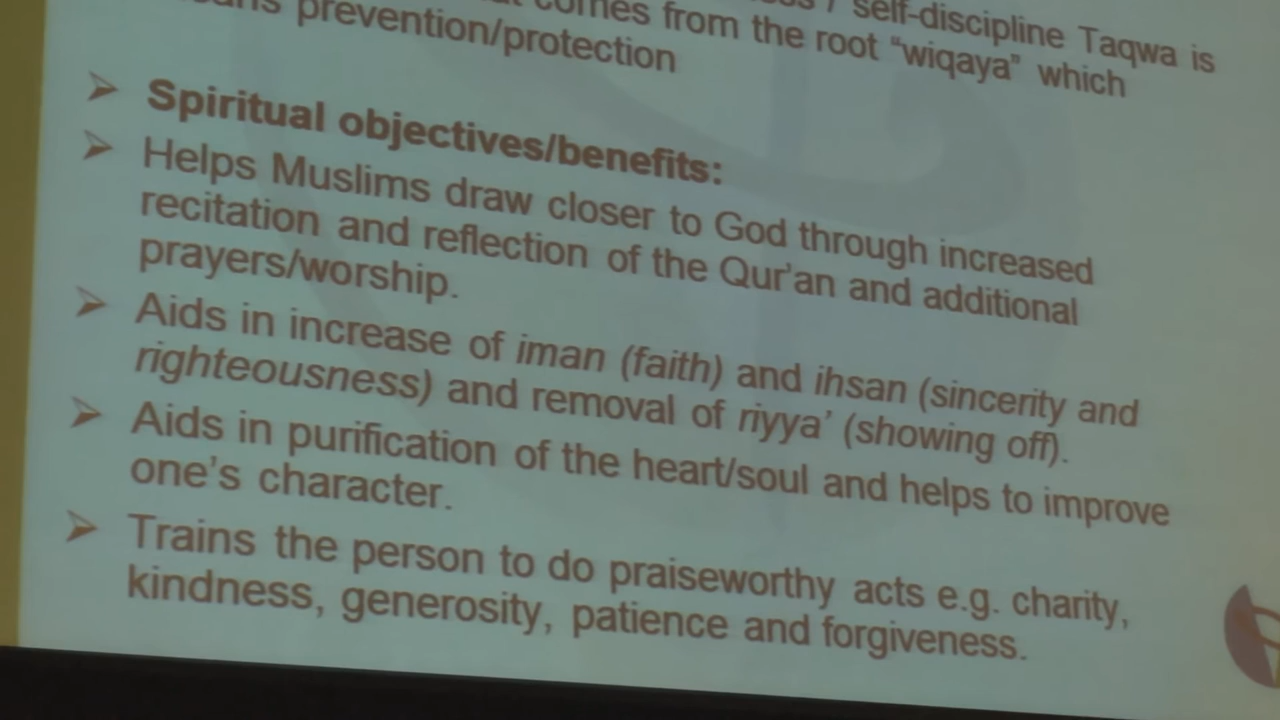 / self-discipline Taqwa is
comes from the root “wiqaya” which
prevention/protection
➢ Spiritual objectives/benefits:
➢ Helps Muslims draw closer to God through increased
recitation and reflection of the Qur’an and additional
prayers/worship.
➢ Aids in increase of iman (faith) and ihsan (sincerity and
righteousness) and removal of riyya’ (showing off).
➢ Aids in purification of the heart/soul and helps to improve
one’s character.
➢ Trains the person to do praiseworthy acts e.g. charity,
kindness, generosity, patience and forgiveness.